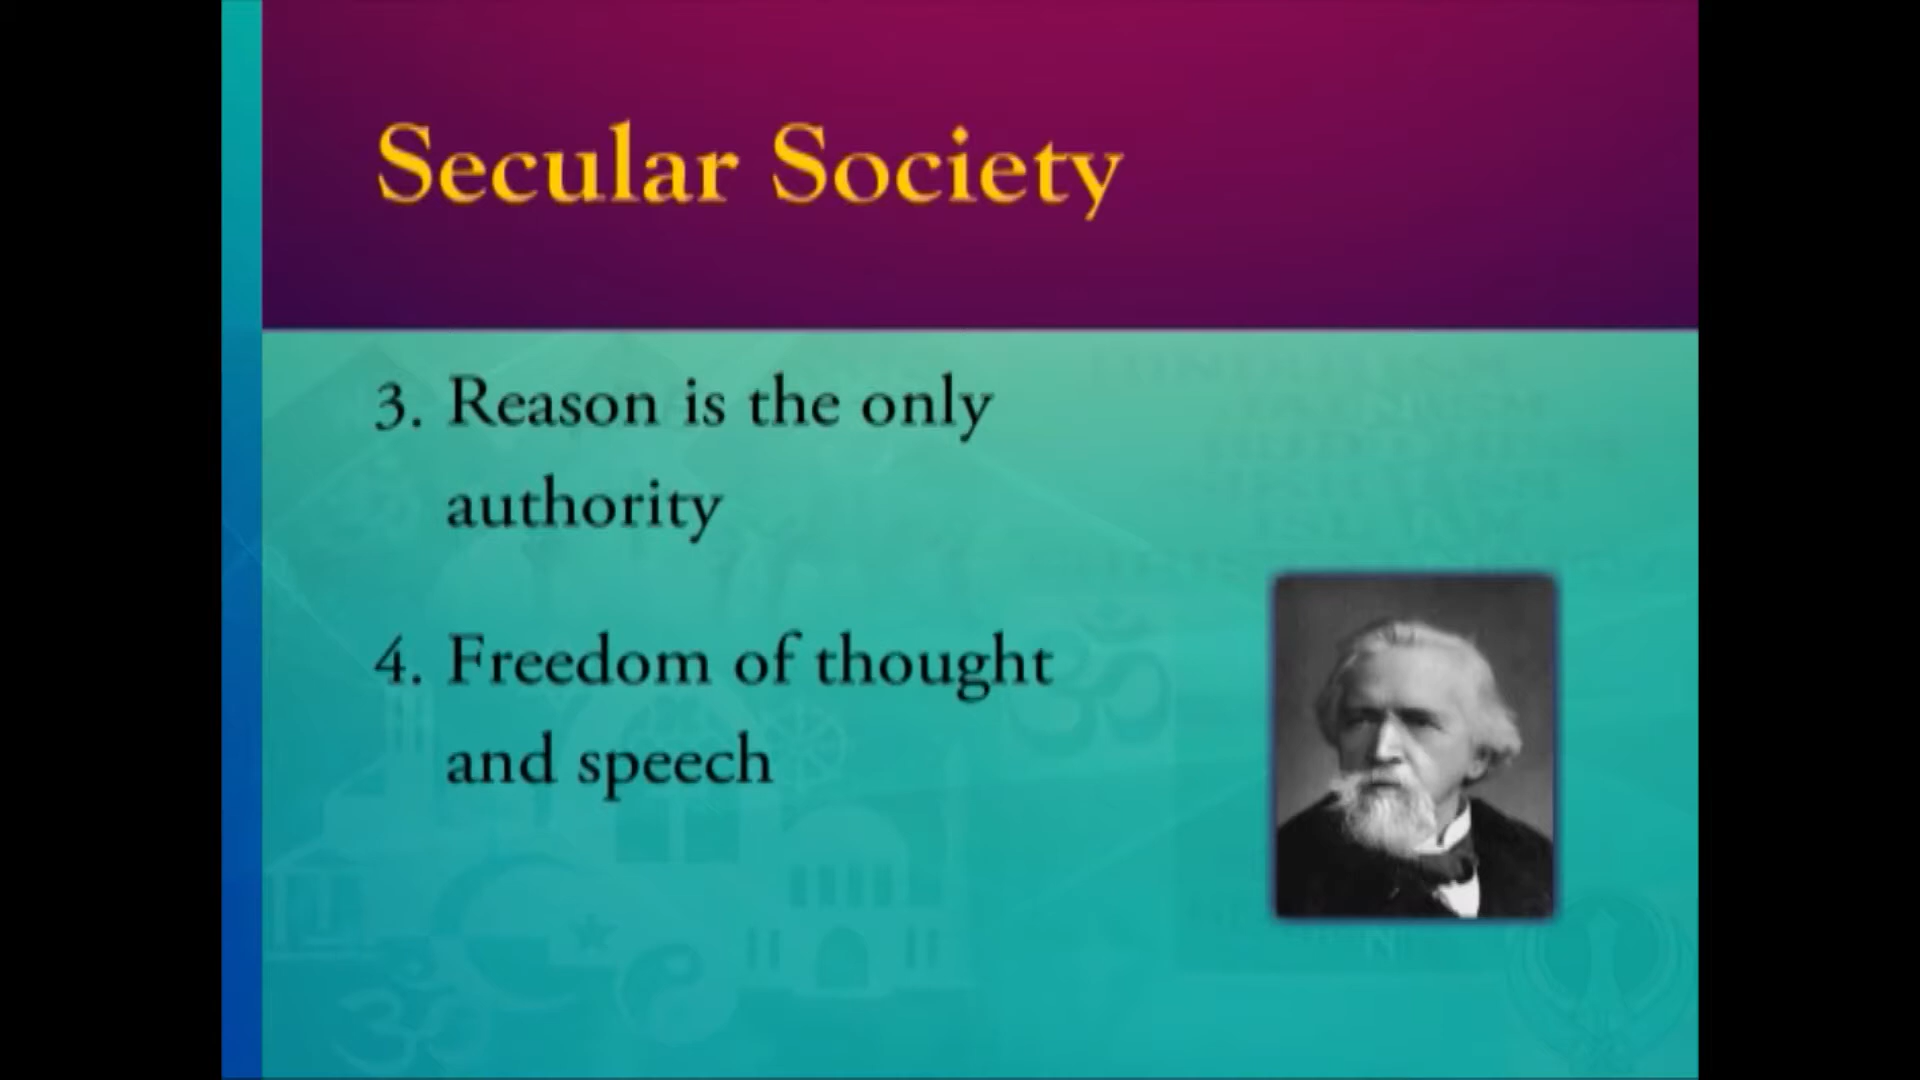 Secular Society
3. Reason is the only
authority
4. Freedom of thought
and speech